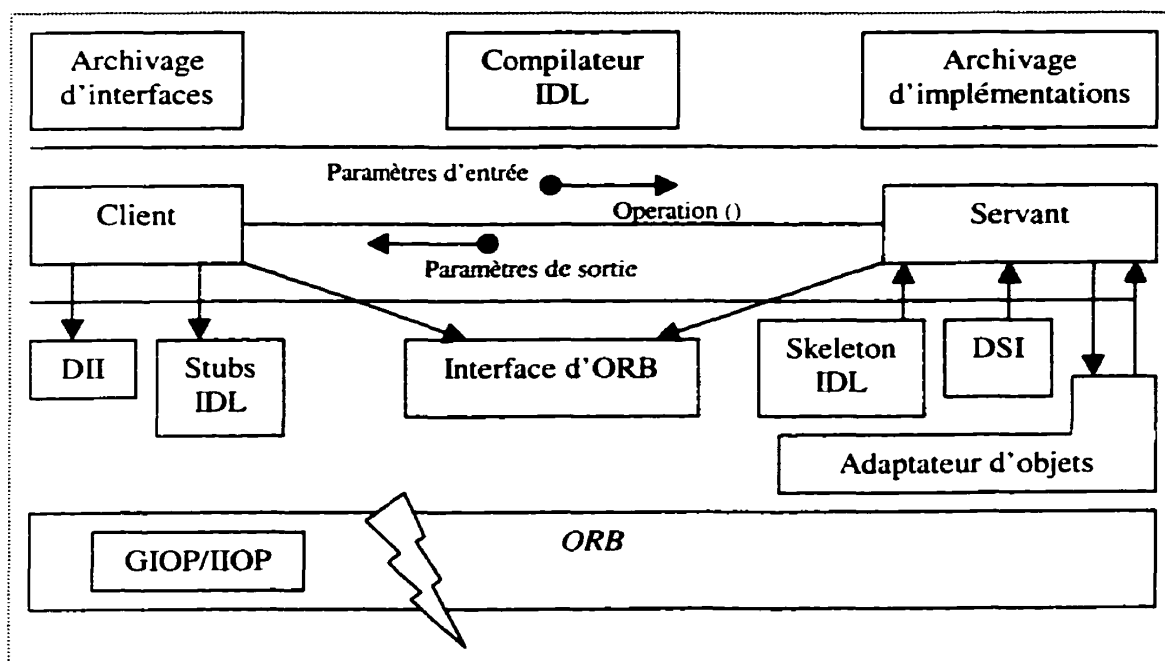 Archivage
d'interfaces
Compilateur
IDL
Archivage
d'implémentations
Paramètres d'entrée
Operation ()
Client
Servant
Paramètres de sortie
DII
Stubs
IDL
Interface d'ORB
Skeleton
IDL
DSI
Adaptateur d'objets
GIOP/IIOP
ORB